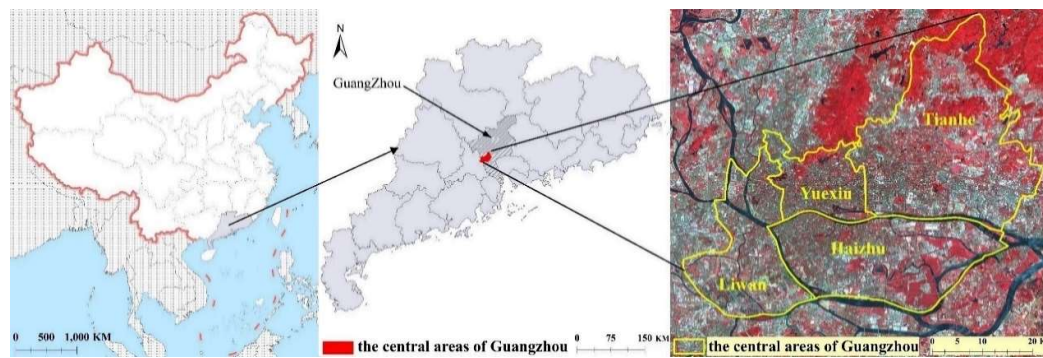 0 500 1,000 KM
N
GuangZhou
the central areas of Guangzhou
0 75 150 KM
Tianhe
Yuexiu
Haizhu
Liwan
the central areas of Guangzhou
0 10 20 KM